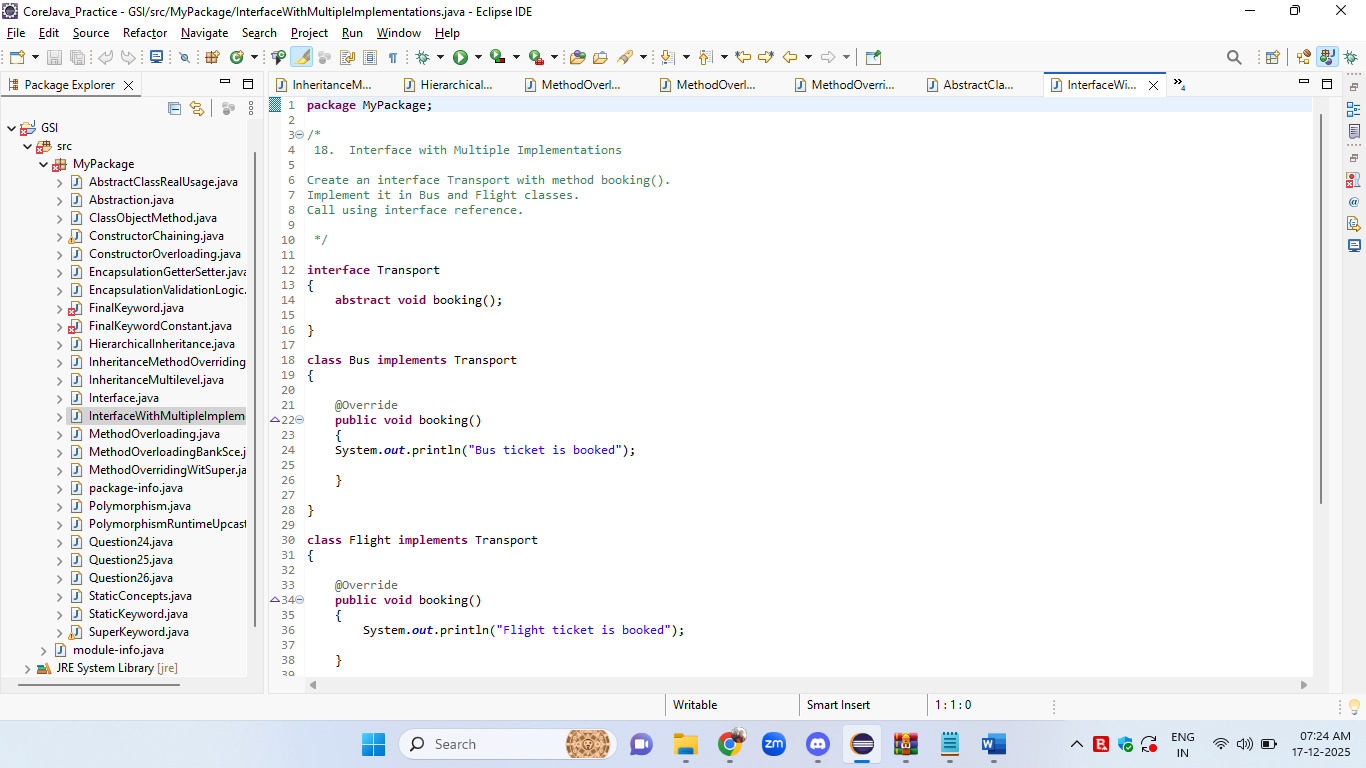 CoreJava_Practice - GSI/src/MyPackage/InterfaceWithMultipleImplementations.java - Eclipse IDE
File Edit Source Refactor Navigate Search Project Run Window Help
Package Explorer
InheritanceM...
Hierarchical...
MethodOverl...
MethodOverl...
MethodOverri...
AbstractCla...
InterfaceWi...
»4
GSI
src
MyPackage
AbstractClassRealUsage.java
Abstraction.java
ClassObjectMethod.java
ConstructorChaining.java
ConstructorOverloading.java
EncapsulationGetterSetter.java
EncapsulationValidationLogic.
FinalKeyword.java
FinalKeywordConstant.java
HierarchicalInheritance.java
InheritanceMethodOverriding
InheritanceMultilevel.java
Interface.java
InterfaceWithMultipleImplem
MethodOverloading.java
MethodOverloadingBankSce.j
MethodOverridingWitSuper.ja
package-info.java
Polymorphism.java
PolymorphismRuntimeUpcast
Question24.java
Question25.java
Question26.java
StaticConcepts.java
StaticKeyword.java
SuperKeyword.java
module-info.java
JRE System Library [jre]
1 package MyPackage;
2
3 /*
4 18. Interface with Multiple Implementations
5
6 Create an interface Transport with method booking().
7 Implement it in Bus and Flight classes.
8 Call using interface reference.
9
10 */
11
12 interface Transport
13 {
14 abstract void booking();
15
16 }
17
18 class Bus implements Transport
19 {
20
21 @Override
22 public void booking()
23 {
24 System.out.println("Bus ticket is booked");
25
26 }
27
28 }
29
30 class Flight implements Transport
31 {
32
33 @Override
34 public void booking()
35 {
36 System.out.println("Flight ticket is booked");
37
38 }
39
Writable
Smart Insert
1 : 1 : 0
Search
zm
ENG
IN
07:24 AM
17-12-2025